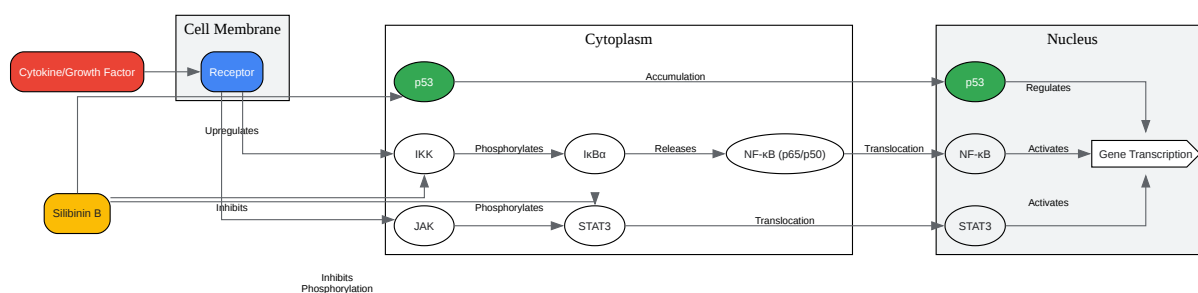 Cell Membrane
Cytoplasm
Nucleus
Cytokine/Growth Factor
Receptor
p53
Accumulation
p53
Regulates
Upregulates
IKK
Phosphorylates
IκBα
Releases
NF-κB (p65/p50)
Translocation
NF-κB
Activates
Gene Transcription
Silibinin B
Inhibits
Phosphorylates
JAK
STAT3
Translocation
STAT3
Activates
Inhibits
Phosphorylation